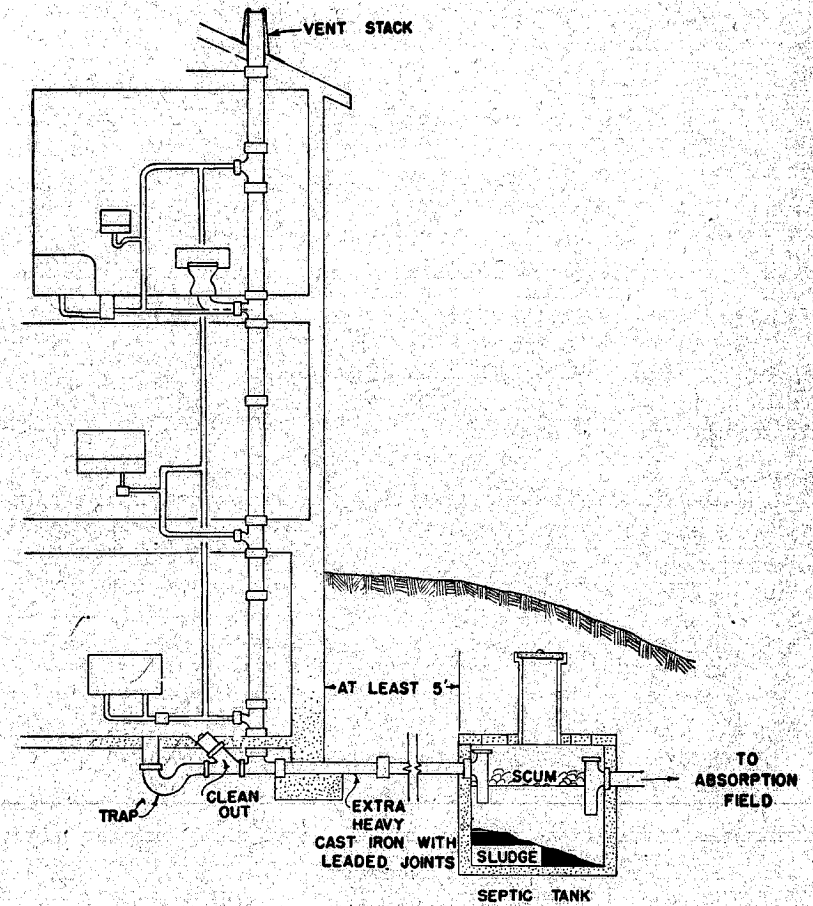 VENT STACK
AT LEAST 5'
TRAP
CLEAN
OUT
EXTRA
HEAVY
CAST IRON WITH
LEADED JOINTS
SCUM
SLUDGE
SEPTIC TANK
TO
ABSORPTION
FIELD